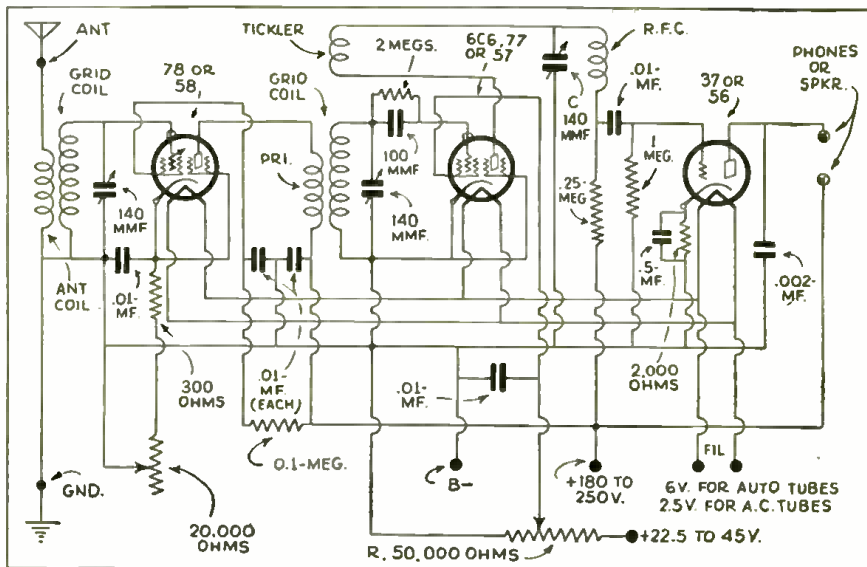 ANT
GRID
COIL
78 OR
58
TICKLER
2 MEGS.
GRID
COIL
6C6, 77
OR 57
R.F.C.
PHONES
OR
SPKR.
.01-
MF.
37 OR
56
C
140
MMF
140
MMF.
PRI.
100
MMF
140
MMF.
1
MEG.
.25-
MEG
.5-
MF.
.002-
MF.
ANT
COIL
.01-
MF.
300
OHMS
.01-
MF.
(EACH)
.01-
MF.
2,000
OHMS
0.1-MEG.
B-
+180 TO
250V.
FIL
6V. FOR AUTO TUBES
2.5V. FOR A.C. TUBES
GND.
20,000
OHMS
R, 50,000 OHMS
+22.5 TO 45V.